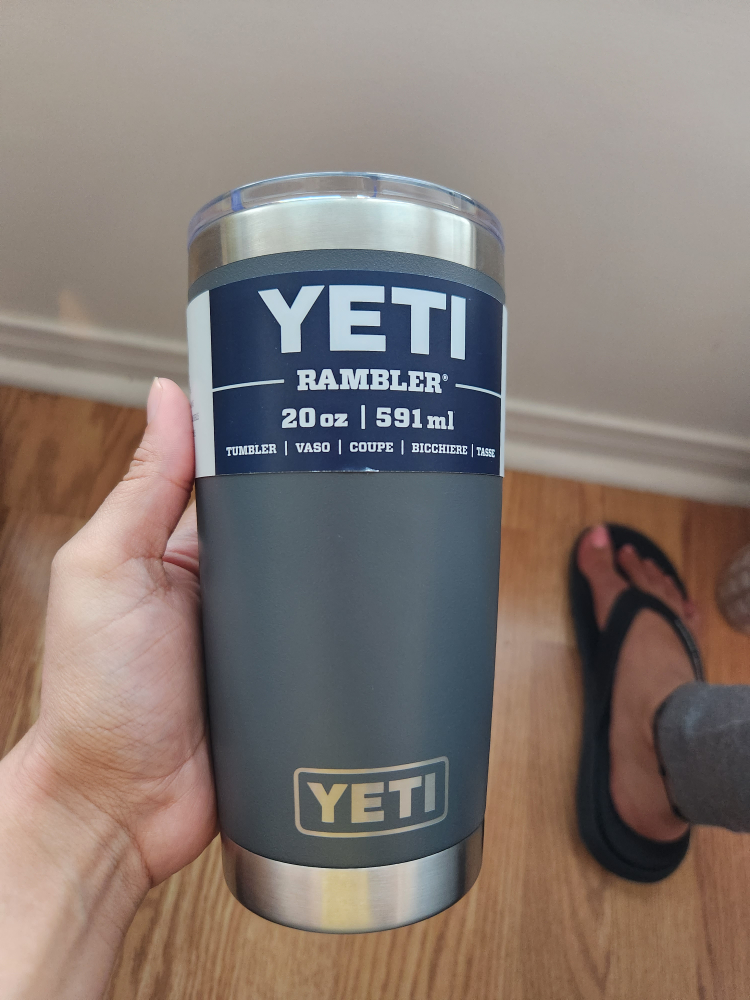 YETI
RAMBLER®
20 oz | 591 ml
TUMBLER | VASO | COUPE | BICCHIERE | TASSE
YETI